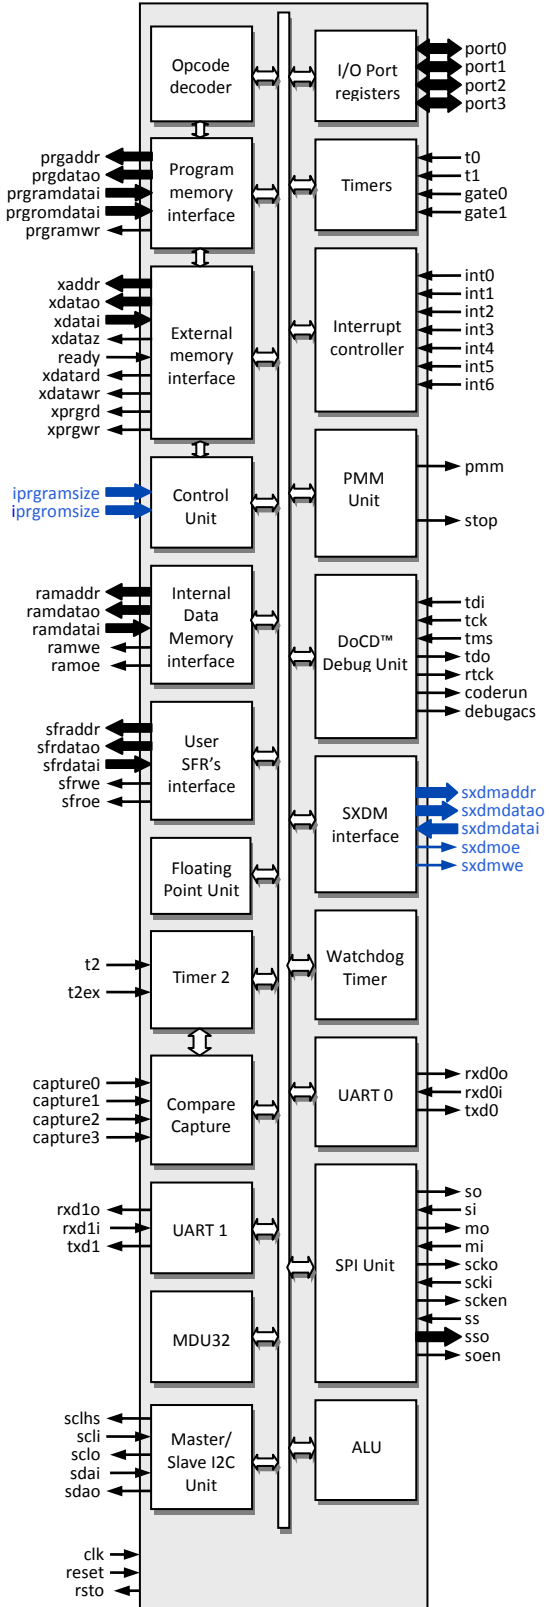 Opcode
decoder
I/O Port
registers
port0
port1
port2
port3
prgaddr
prgdatao
prgramdatai
prgromdatai
prgramwr
Program
memory
interface
Timers
t0
t1
gate0
gate1
xaddr
xdatao
xdatai
xdataz
ready
xdatard
xdatawr
xprgrd
xprgwr
External
memory
interface
Interrupt
controller
int0
int1
int2
int3
int4
int5
int6
iprgramsize
iprgromsize
Control
Unit
PMM
Unit
pmm
stop
ramaddr
ramdatao
ramdatai
ramwe
ramoe
Internal
Data
Memory
interface
DoCD™
Debug Unit
tdi
tck
tms
tdo
rtck
coderun
debugacs
sfraddr
sfrdatao
sfrdatai
sfrwe
sfroe
User
SFR's
interface
SXDM
interface
sxdmaddr
sxdmdatao
sxdmdatai
sxdmoe
sxdmwe
Floating
Point Unit
t2
t2ex
Timer 2
Watchdog
Timer
capture0
capture1
capture2
capture3
Compare
Capture
UART 0
rxd0o
rxd0i
txd0
rxd1o
rxd1i
txd1
UART 1
SPI Unit
so
si
mo
mi
scko
scki
scken
ss
sso
soen
MDU32
sclhs
scli
sclo
sdai
sdao
Master/
Slave I2C
Unit
ALU
clk
reset
rsto